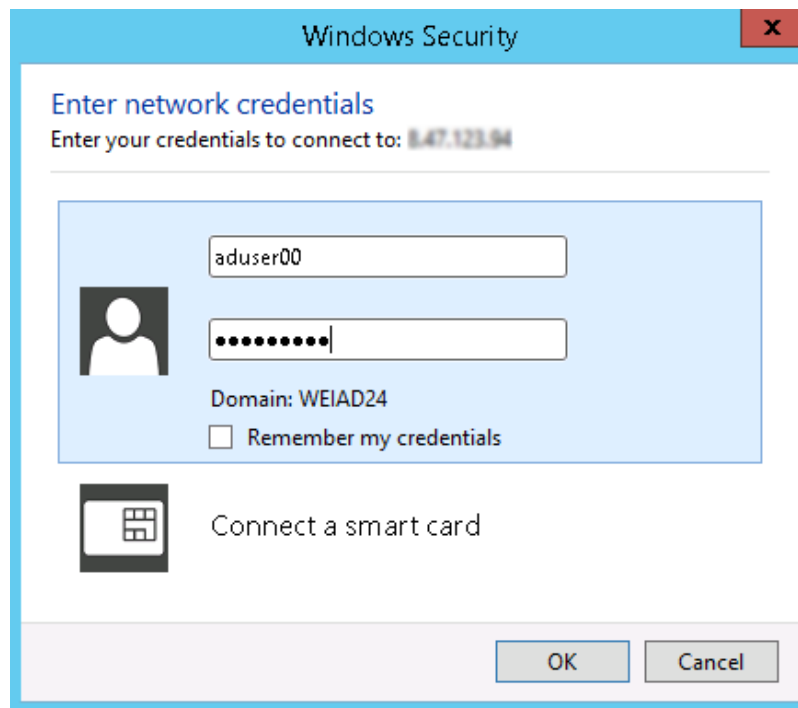 Windows Security
x
Enter network credentials
Enter your credentials to connect to:
aduser00
•••••••••
Domain: WEIAD24
Remember my credentials
Connect a smart card
OK
Cancel